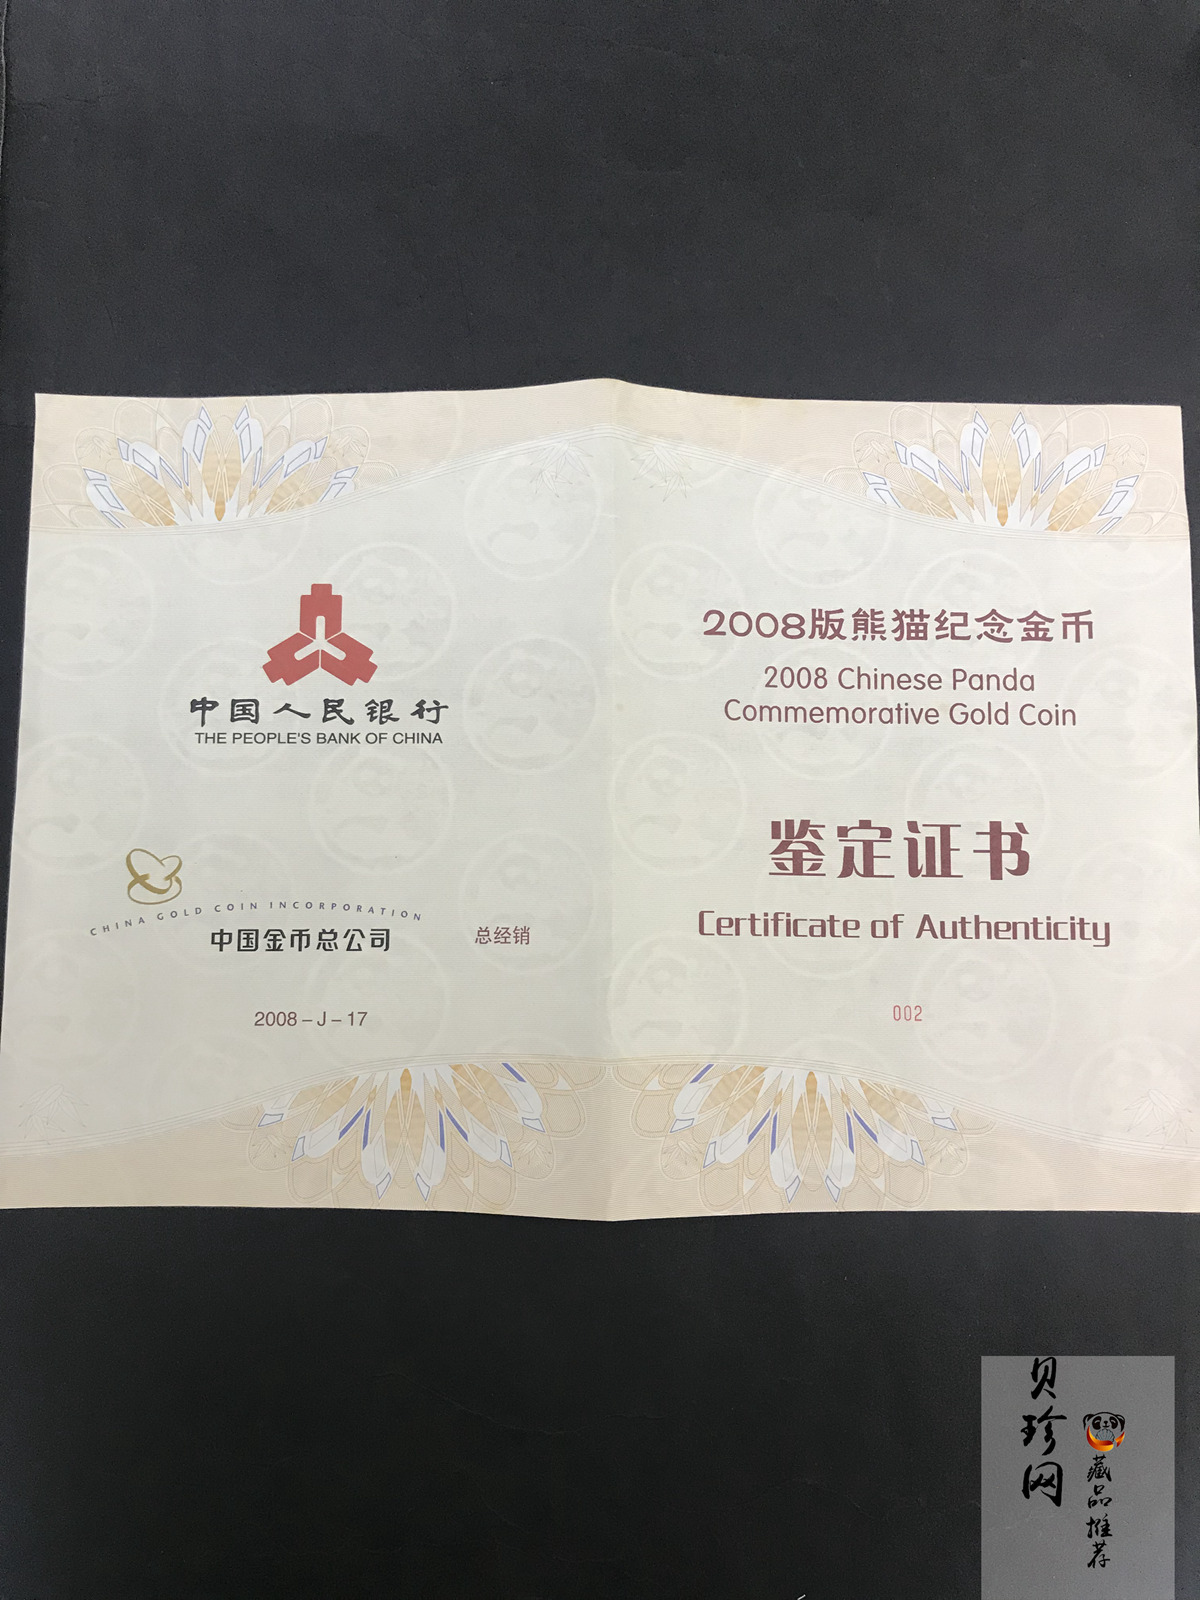 中国人民银行
THE PEOPLE'S BANK OF CHINA
CHINA GOLD COIN INCORPORATION
中国金币总公司
总经销
2008-J-17
2008版熊猫纪念金币
2008 Chinese Panda
Commemorative Gold Coin
鉴定证书
Certificate of Authenticity
002
贝珍网
藏品推荐